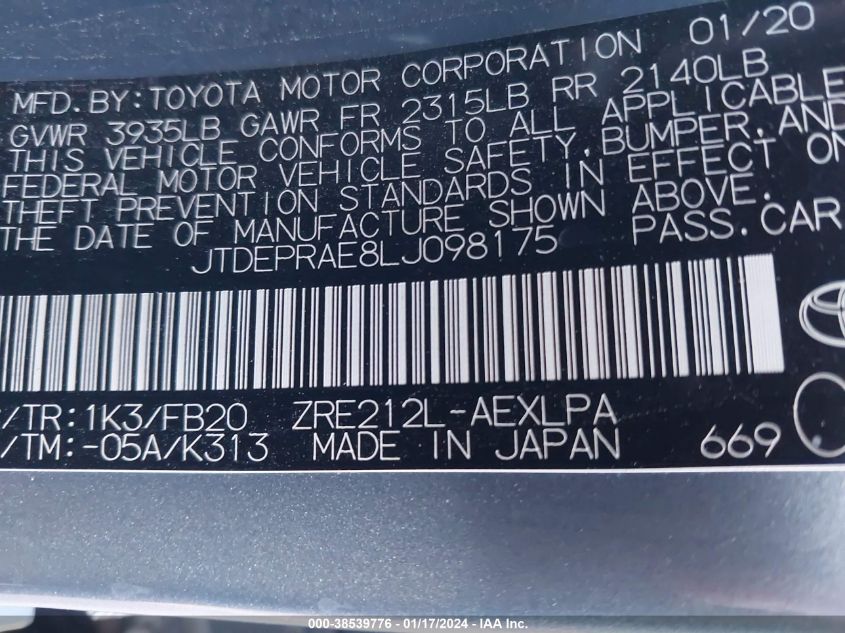 MFD. BY: TOYOTA MOTOR CORPORATION 01/20
GVWR 3935LB GAWR FR 2315LB RR 2140LB
THIS VEHICLE CONFORMS TO ALL APPLICABLE
FEDERAL MOTOR VEHICLE SAFETY, BUMPER, AND
THEFT PREVENTION STANDARDS IN EFFECT ON
THE DATE OF MANUFACTURE SHOWN ABOVE.
JTDEPRAE8LJ098175 PASS. CAR
/TR: 1K3/FB20 ZRE212L-AEXLPA
/TM: -05A/K313 MADE IN JAPAN 669
000-38539776 - 01/17/2024 - IAAI Inc.